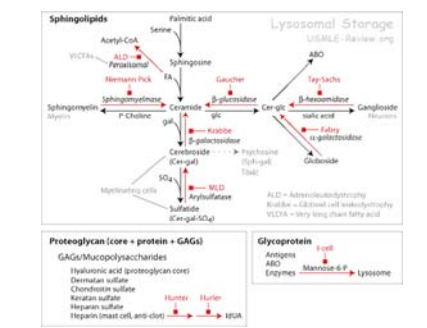 Sphingolipids
Palmitic acid
Lysosomal Storage
USMLE-Review.org
Serine
Acetyl-CoA
VLCFAs
ALD
Peroxisomal
Sphingosine
ABO
FA
Niemann Pick
Gaucher
Tay-Sachs
Sphingomyelinase
β-glucosidase
β-hexosaminidase
Sphingomyelin
Ceramide
Cer-glc
Ganglioside
Myelin
P Choline
glc
sialic acid
Neurons
gal
Krabbe
β-galactosidase
Fabry
α-galactosidase
Cerebroside
(Cer-gal)
Psychosine
(Sph-gal)
Globoside
SO₄
MLD
Arylsulfatase
Myelinating cells
Sulfatide
(Cer-gal-SO₄)
ALD = Adrenoleukodystrophy
Krabbe = Globoid cell leukodystrophy
VLCFA = Very long chain fatty acid
Proteoglycan (core + protein + GAGs)
GAGs/Mucopolysaccharides
Hyaluronic acid (proteoglycan core)
Dermatan sulfate
Chondrostin sulfate
Keratan sulfate
Heparan sulfate
Heparin (mast cell, anti-clot)
Hunter
Hurler
IdUA
Glycoprotein
Antigens
ABO
Enzymes
I-cell
Mannose-6-P
Lysosome